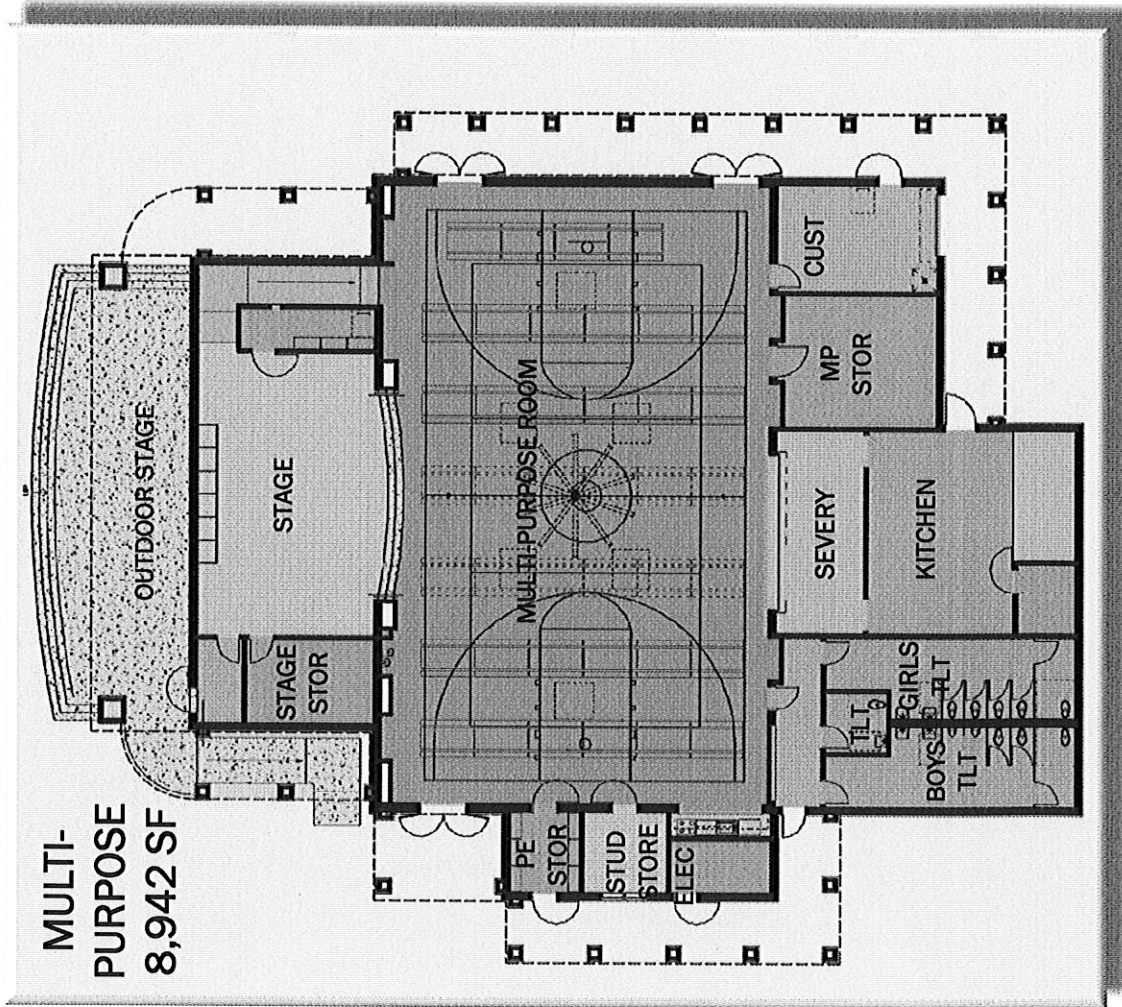 MULTI-
PURPOSE
8,942 SF
OUTDOOR STAGE
STAGE
STAGE
STOR
MULTI-PURPOSE ROOM
PE
STOR
STUD
STORE
ELEC
CUST
MP
STOR
SEVERY
KITCHEN
TLT
GIRLS
TLT
BOYS
TLT